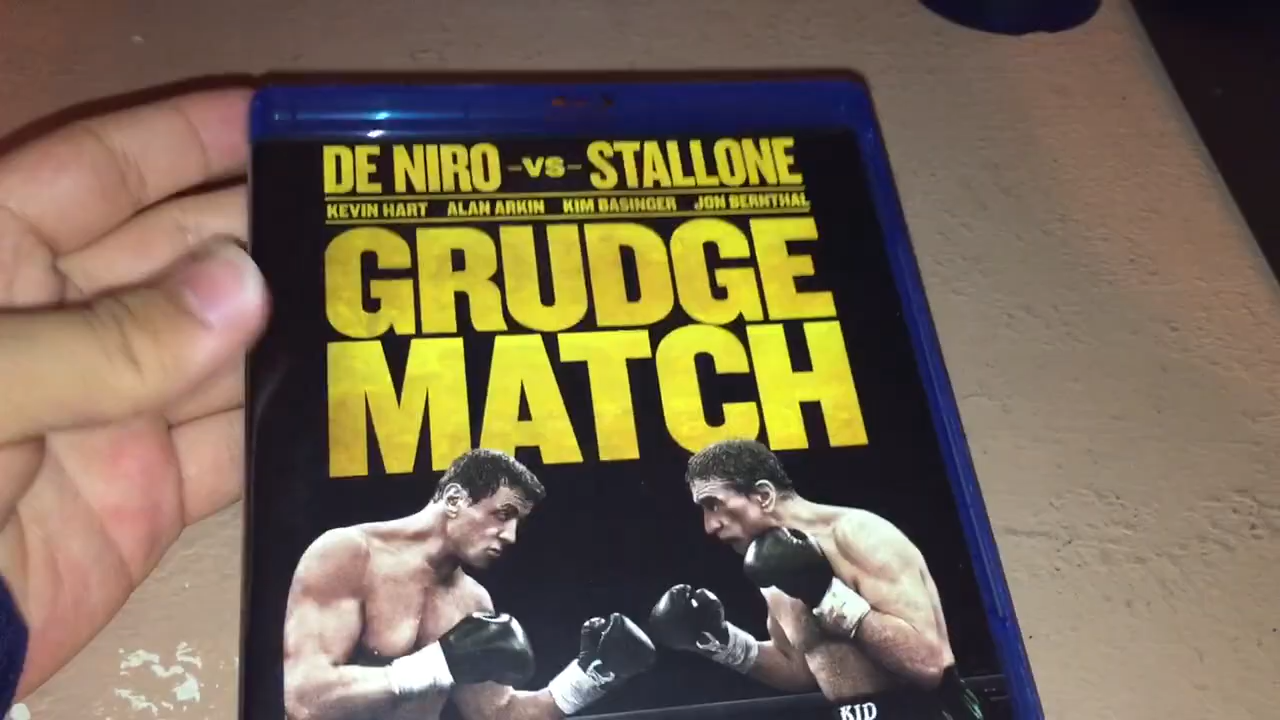 DE NIRO -VS- STALLONE
KEVIN HART ALAN ARKIN KIM BASINGER JON BERNTHAL
GRUDGE
MATCH
KID